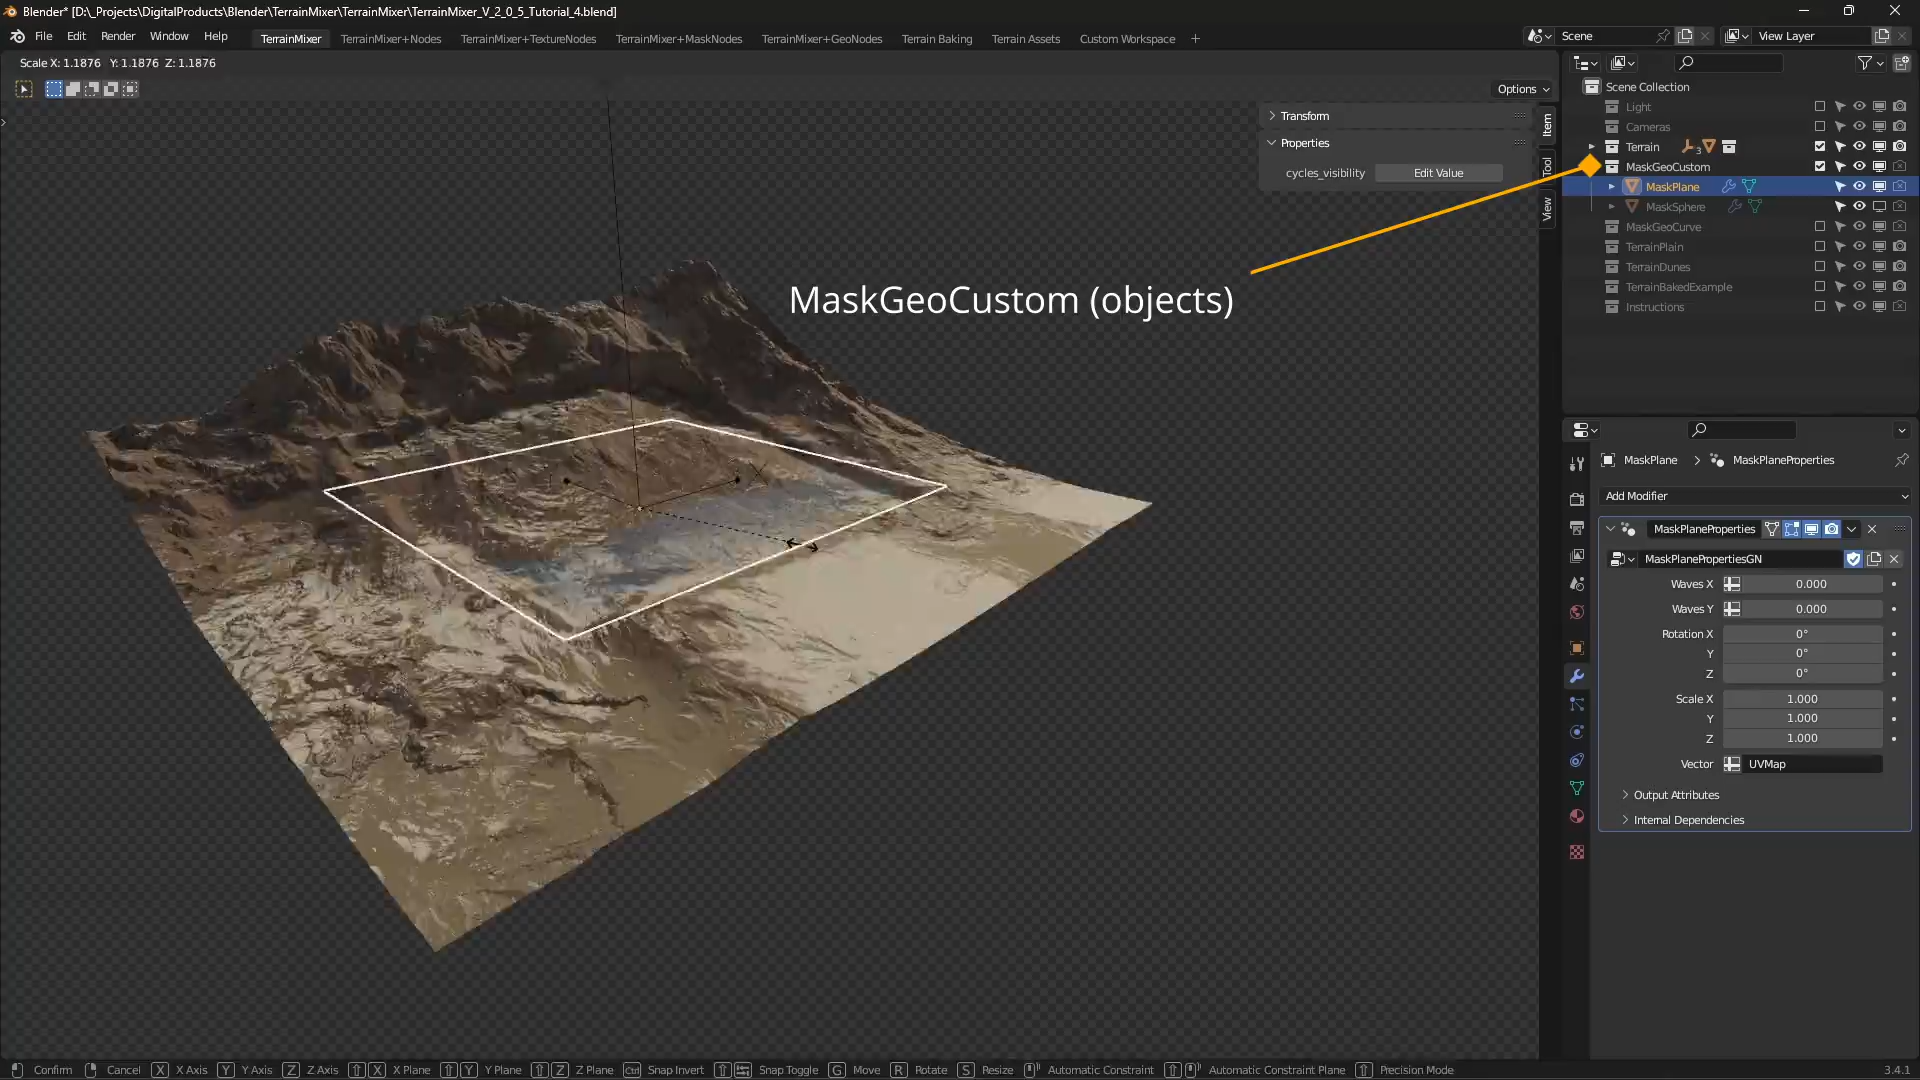 Blender* [D:\_Projects\DigitalProducts\Blender\TerrainMixer\TerrainMixer\TerrainMixer_V_2_0_5_Tutorial_4.blend]
File Edit Render Window Help TerrainMixer TerrainMixer+Nodes TerrainMixer+TextureNodes TerrainMixer+MaskNodes TerrainMixer+GeoNodes Terrain Baking Terrain Assets Custom Workspace + Scene View Layer
Scale X: 1.1876 Y: 1.1876 Z: 1.1876
Options
Transform
Properties
cycles_visibility Edit Value
Item
Tool
View
Scene Collection
Light
Cameras
Terrain 3
MaskGeoCustom
MaskPlane
MaskSphere
MaskGeoCurve
TerrainPlain
TerrainDunes
TerrainBakedExample
Instructions
MaskGeoCustom (objects)
MaskPlane > MaskPlaneProperties
Add Modifier
MaskPlaneProperties
MaskPlanePropertiesGN
Waves X 0.000
Waves Y 0.000
Rotation X 0°
Y 0°
Z 0°
Scale X 1.000
Y 1.000
Z 1.000
Vector UVMap
Output Attributes
Internal Dependencies
Confirm Cancel X X Axis Y Y Axis Z Z Axis X X Plane Y Y Plane Z Z Plane Ctrl Snap Invert Snap Toggle G Move R Rotate S Resize Automatic Constraint Automatic Constraint Plane Precision Mode 3.4.1